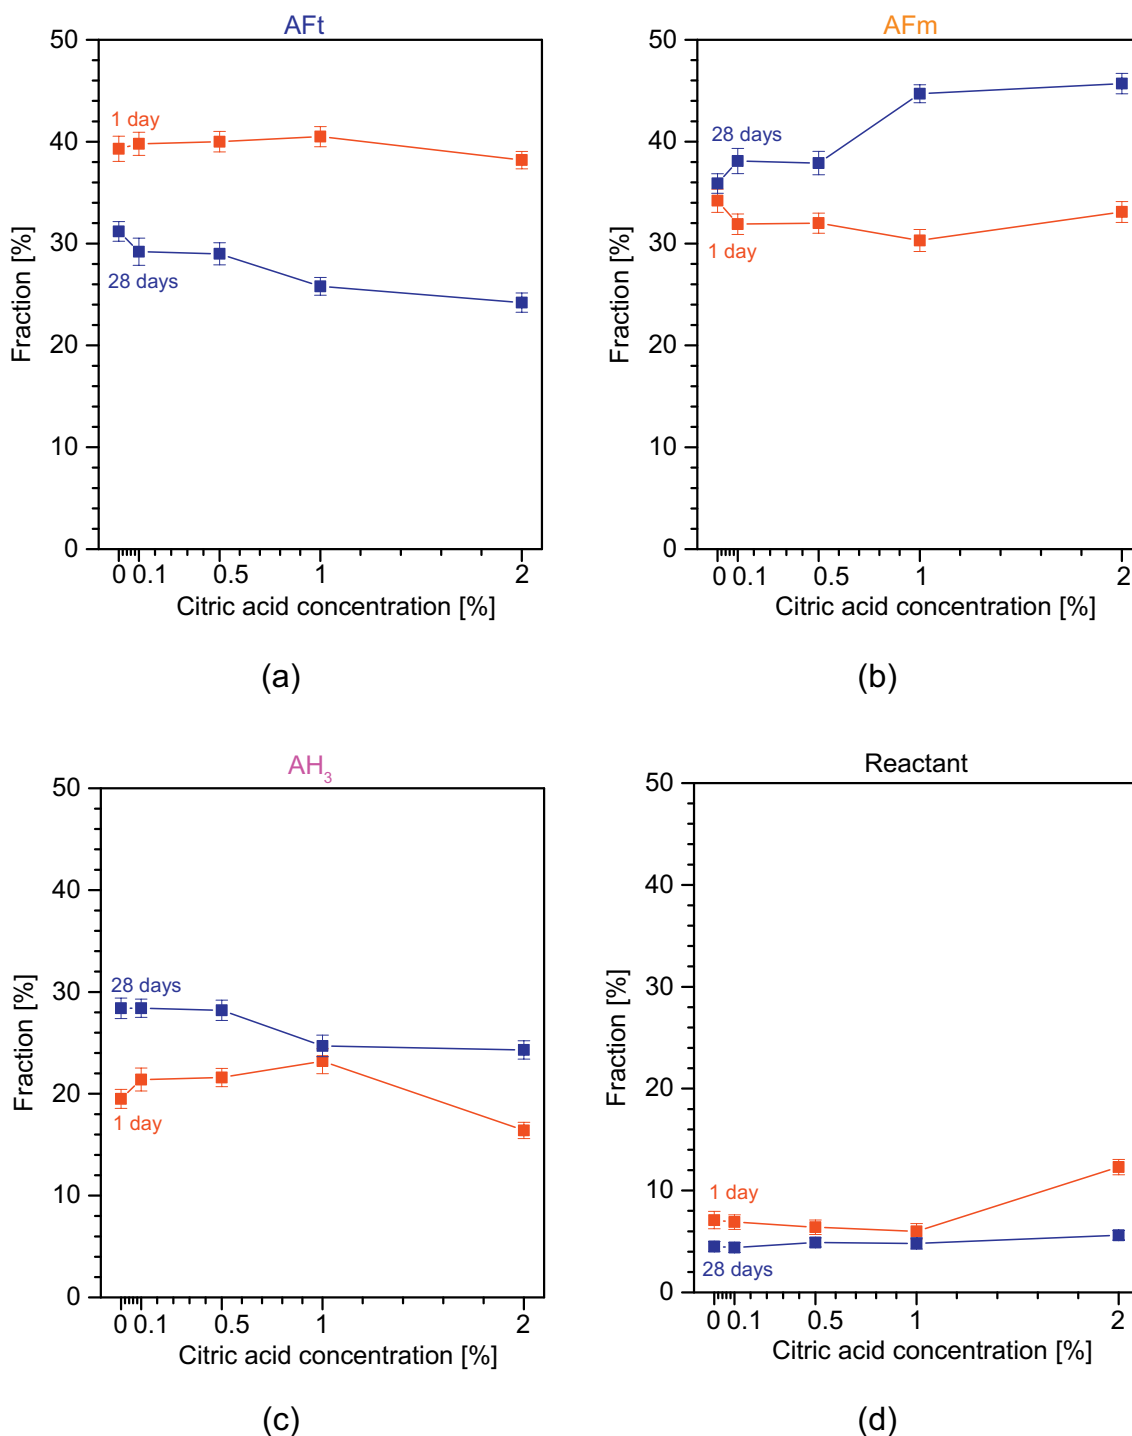 AFt
50
40
30
20
10
0
Fraction [%]
1 day
28 days
0 0.1 0.5 1 2
Citric acid concentration [%]
(a)
AFm
50
40
30
20
10
0
Fraction [%]
28 days
1 day
0 0.1 0.5 1 2
Citric acid concentration [%]
(b)
AH₃
50
40
30
20
10
0
Fraction [%]
28 days
1 day
0 0.1 0.5 1 2
Citric acid concentration [%]
(c)
Reactant
50
40
30
20
10
0
Fraction [%]
1 day
28 days
0 0.1 0.5 1 2
Citric acid concentration [%]
(d)